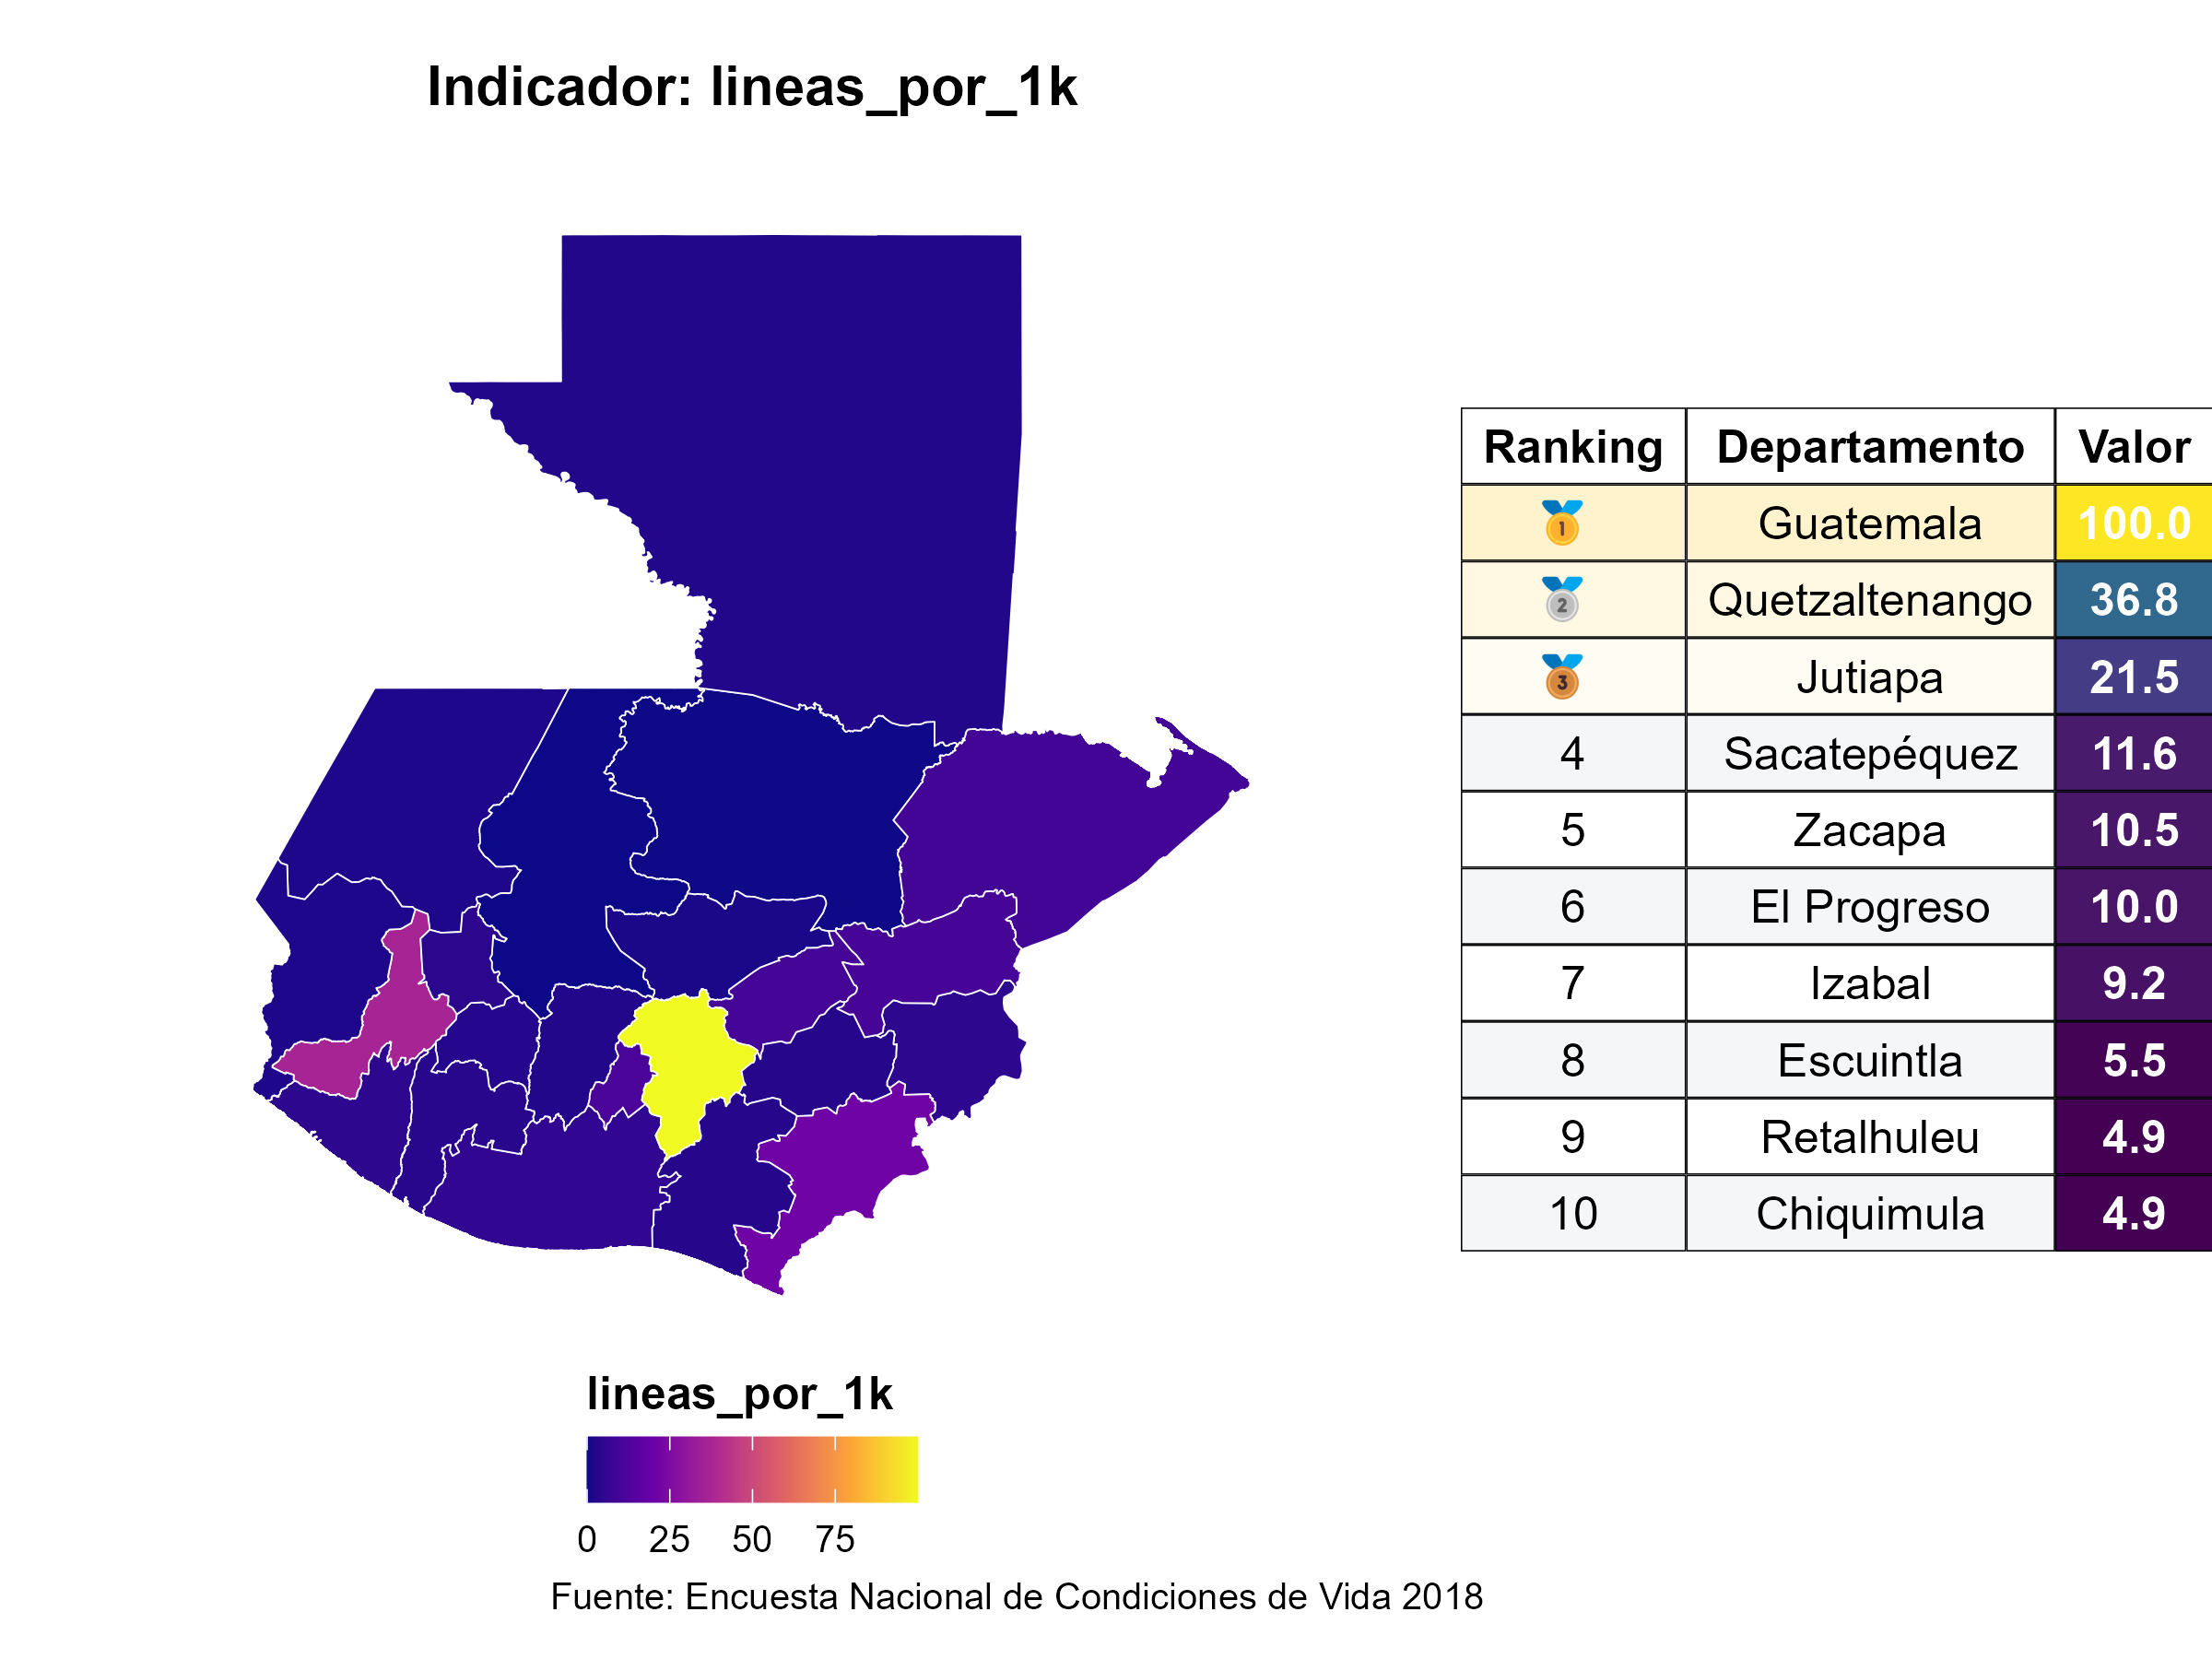 Indicador: lineas_por_1k
Ranking Departamento Valor
1 Guatemala 100.0
2 Quetzaltenango 36.8
3 Jutiapa 21.5
4 Sacatepéquez 11.6
5 Zacapa 10.5
6 El Progreso 10.0
7 Izabal 9.2
8 Escuintla 5.5
9 Retalhuleu 4.9
10 Chiquimula 4.9
lineas_por_1k
0 25 50 75
Fuente: Encuesta Nacional de Condiciones de Vida 2018